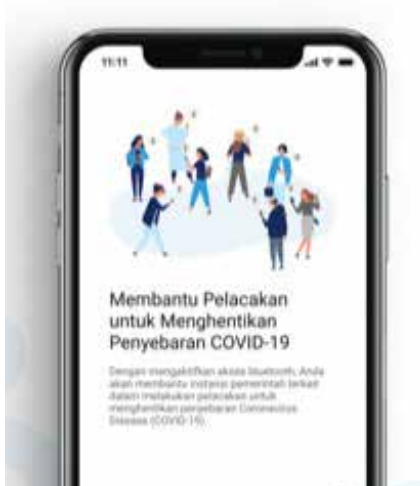 11:11
Membantu Pelacakan
untuk Menghentikan
Penyebaran COVID-19
Dengan mengaktifkan akses bluetooth, Anda
akan membantu instansi pemerintah terkait
dalam melakukan pelacakan untuk
menghentikan penyebaran Coronavirus
Disease (COVID-19).